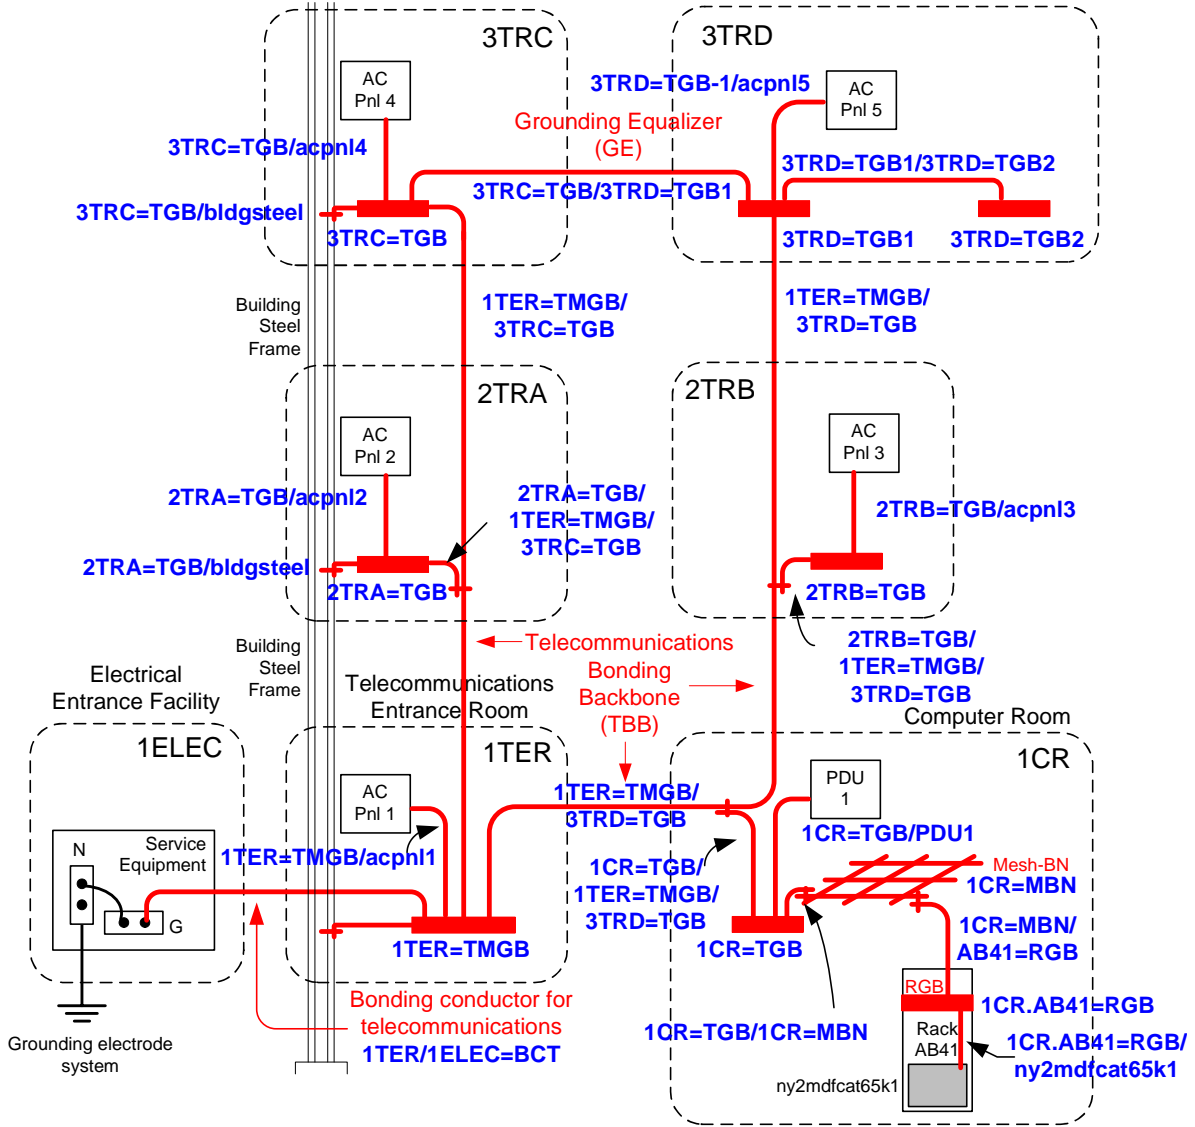 3TRC
3TRD
AC
Pnl 4
3TRD=TGB-1/acpnl5
AC
Pnl 5
Grounding Equalizer
(GE)
3TRC=TGB/acpnl4
3TRD=TGB1/3TRD=TGB2
3TRC=TGB/3TRD=TGB1
3TRC=TGB/bldgsteel
3TRC=TGB
3TRD=TGB1
3TRD=TGB2
Building
Steel
Frame
1TER=TMGB/
3TRC=TGB
1TER=TMGB/
3TRD=TGB
2TRA
2TRB
AC
Pnl 2
AC
Pnl 3
2TRA=TGB/acpnl2
2TRA=TGB/
1TER=TMGB/
3TRC=TGB
2TRB=TGB/acpnl3
2TRA=TGB/bldgsteel
2TRA=TGB
2TRB=TGB
Building
Steel
Frame
Telecommunications
Bonding
Backbone
(TBB)
2TRB=TGB/
1TER=TMGB/
3TRD=TGB
Electrical
Entrance Facility
Telecommunications
Entrance Room
Computer Room
1ELEC
1TER
1CR
AC
Pnl 1
1TER=TMGB/
3TRD=TGB
PDU
1
N
Service
Equipment
G
1TER=TMGB/acpnl1
1CR=TGB/PDU1
1CR=TGB/
1TER=TMGB/
3TRD=TGB
Mesh-BN
1CR=MBN
1TER=TMGB
1CR=TGB
1CR=MBN/
AB41=RGB
Bonding conductor for
telecommunications
1TER/1ELEC=BCT
Grounding electrode
system
1CR=TGB/1CR=MBN
RGB
1CR.AB41=RGB
Rack
AB41
1CR.AB41=RGB/
ny2mdfcat65k1
ny2mdfcat65k1